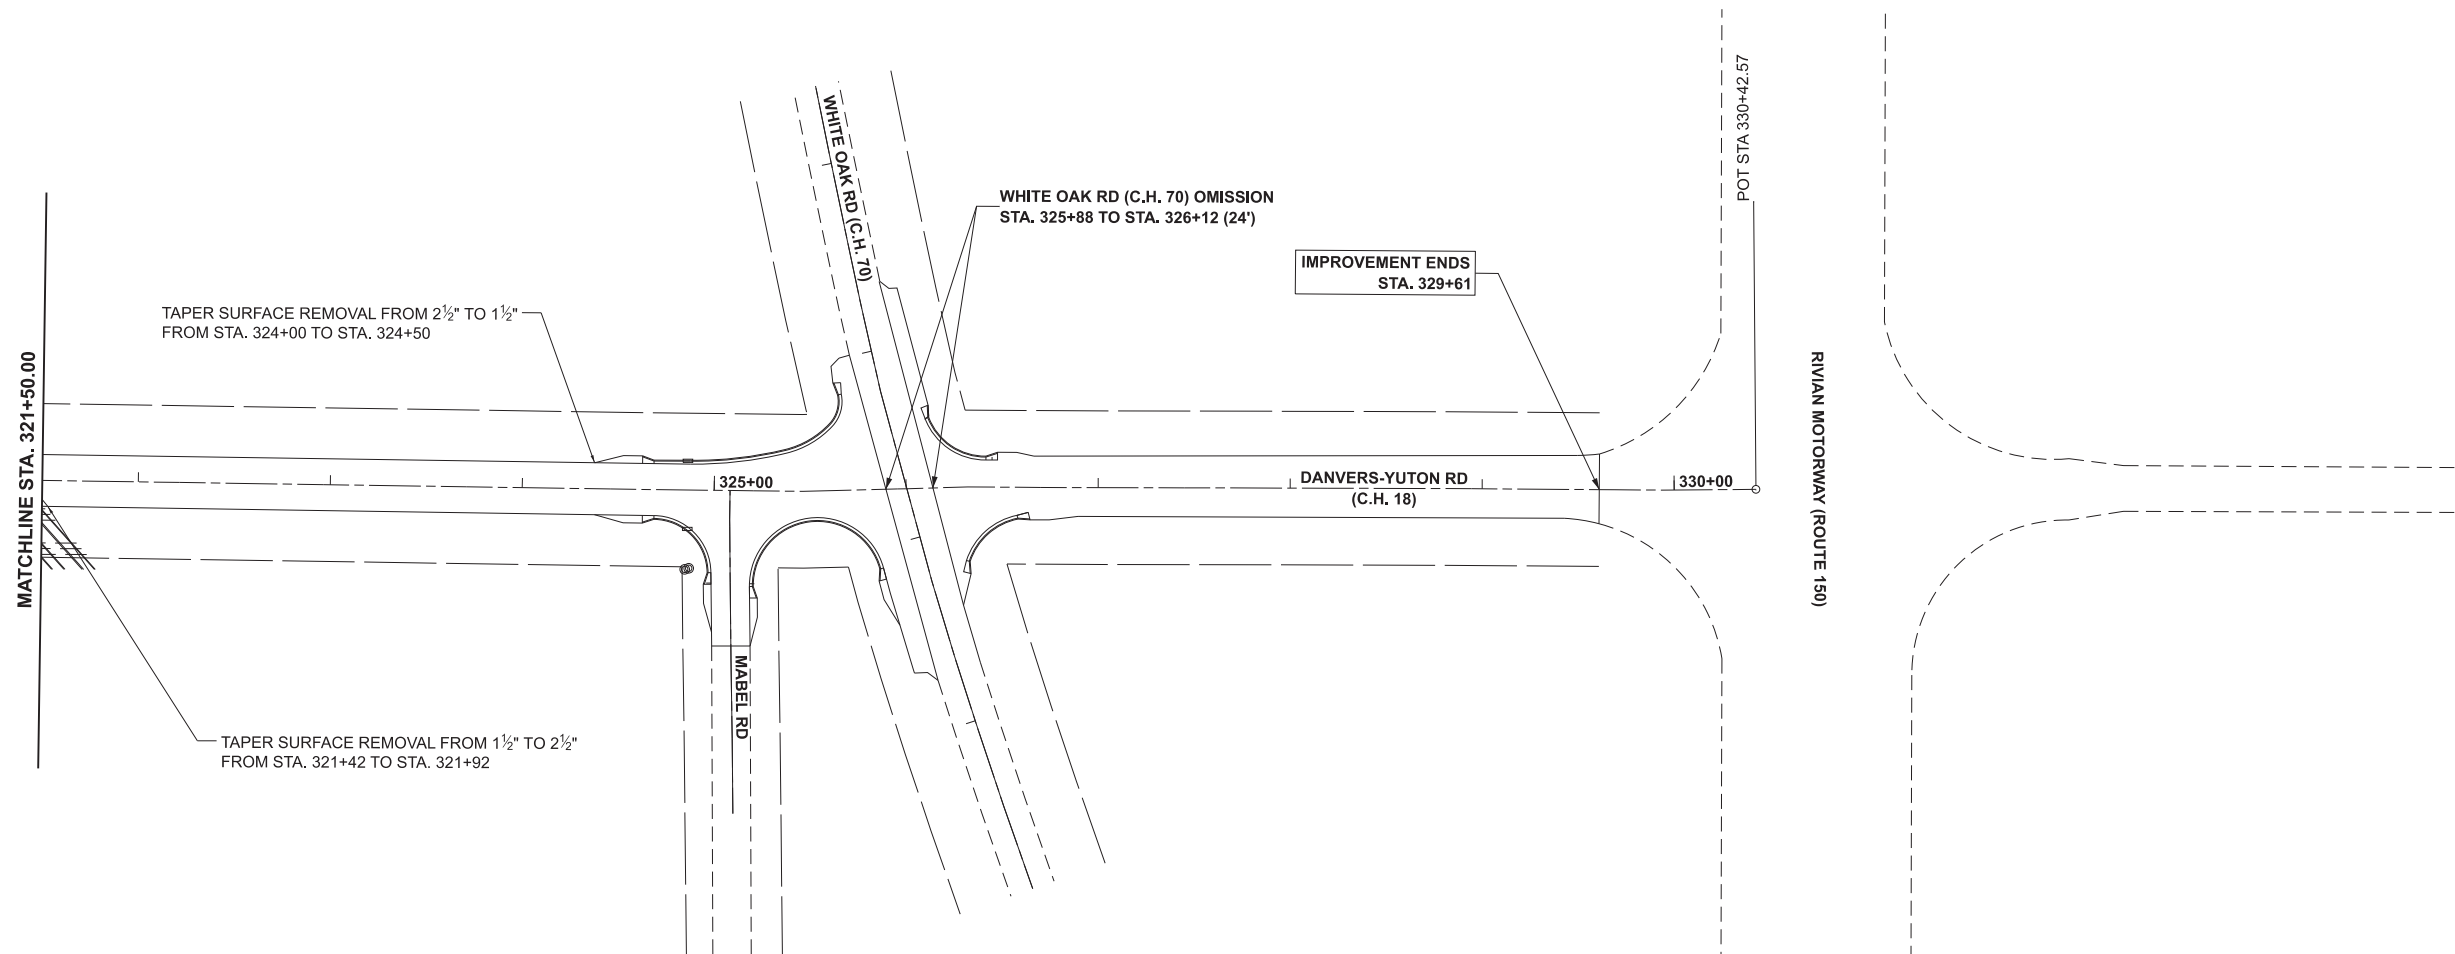 POT STA 330+42.57
WHITE OAK RD (C.H. 70)
WHITE OAK RD (C.H. 70) OMISSION
STA. 325+88 TO STA. 326+12 (24')
IMPROVEMENT ENDS
STA. 329+61
TAPER SURFACE REMOVAL FROM 2½" TO 1½"
FROM STA. 324+00 TO STA. 324+50
MATCHLINE STA. 321+50.00
RIVIAN MOTORWAY (ROUTE 150)
325+00
DANVERS-YUTON RD
(C.H. 18)
330+00
MABEL RD
TAPER SURFACE REMOVAL FROM 1½" TO 2½"
FROM STA. 321+42 TO STA. 321+92